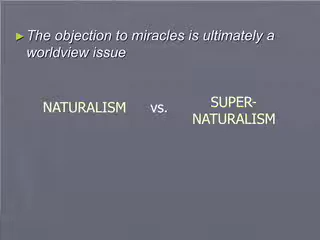 ► The objection to miracles is ultimately a
worldview issue
NATURALISM vs. SUPER-
NATURALISM